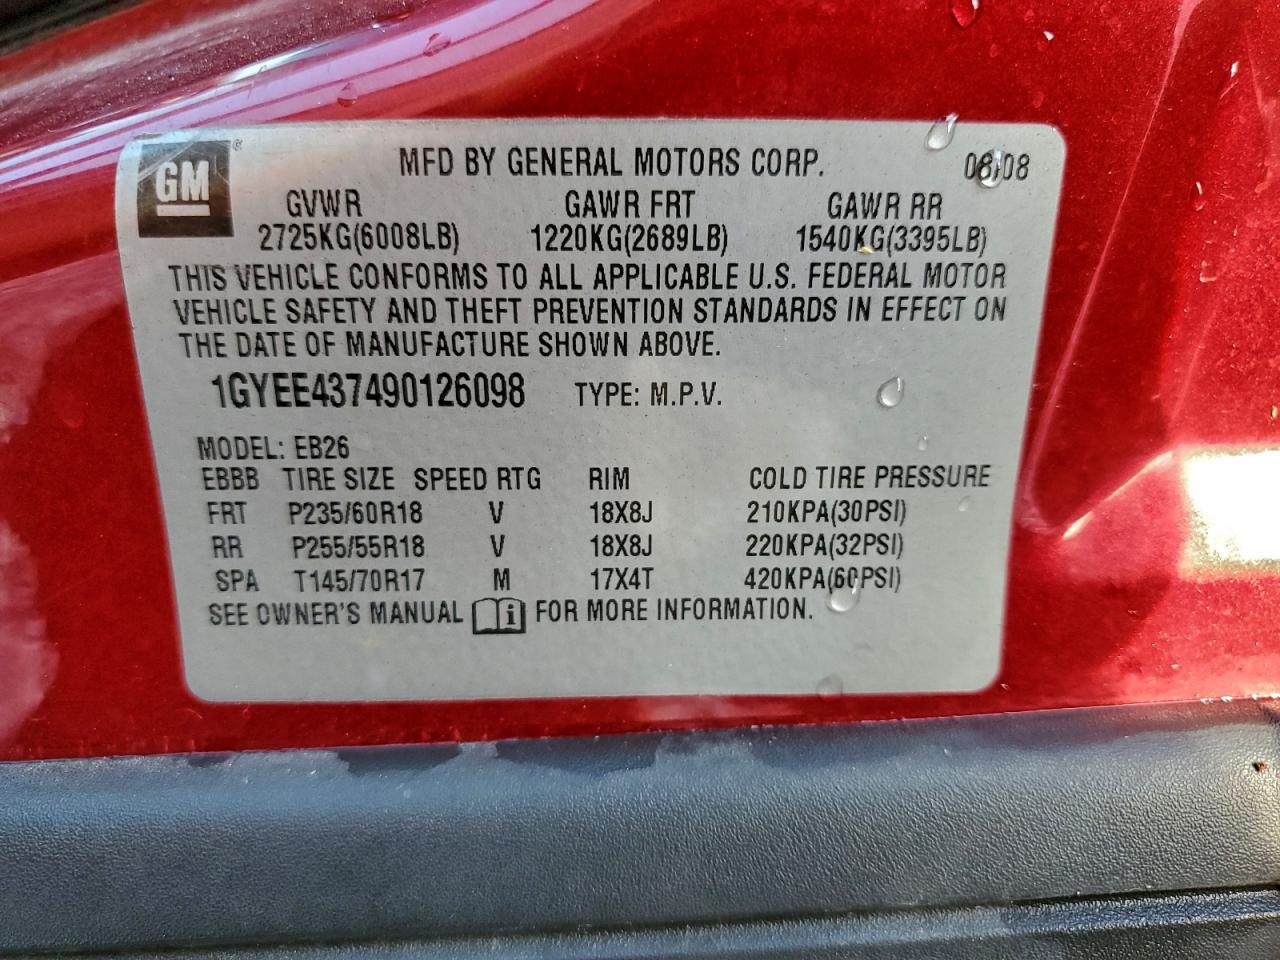 GM ®
MFD BY GENERAL MOTORS CORP. 08/08
GVWR GAWR FRT GAWR RR
2725KG(6008LB) 1220KG(2689LB) 1540KG(3395LB)
THIS VEHICLE CONFORMS TO ALL APPLICABLE U.S. FEDERAL MOTOR
VEHICLE SAFETY AND THEFT PREVENTION STANDARDS IN EFFECT ON
THE DATE OF MANUFACTURE SHOWN ABOVE.
1GYEE437490126098 TYPE: M.P.V.
MODEL: EB26
EBBB TIRE SIZE SPEED RTG RIM COLD TIRE PRESSURE
FRT P235/60R18 V 18X8J 210KPA(30PSI)
RR P255/55R18 V 18X8J 220KPA(32PSI)
SPA T145/70R17 M 17X4T 420KPA(60PSI)
SEE OWNER'S MANUAL i FOR MORE INFORMATION.